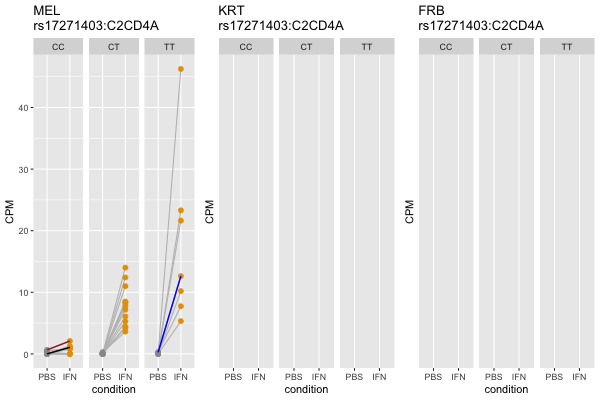 MEL
rs17271403:C2CD4A
KRT
rs17271403:C2CD4A
FRB
rs17271403:C2CD4A
CC CT TT
CC CT TT
CC CT TT
CPM
40
30
20
10
0
PBS IFN PBS IFN PBS IFN
condition
CPM
PBS IFN PBS IFN PBS IFN
condition
CPM
PBS IFN PBS IFN PBS IFN
condition